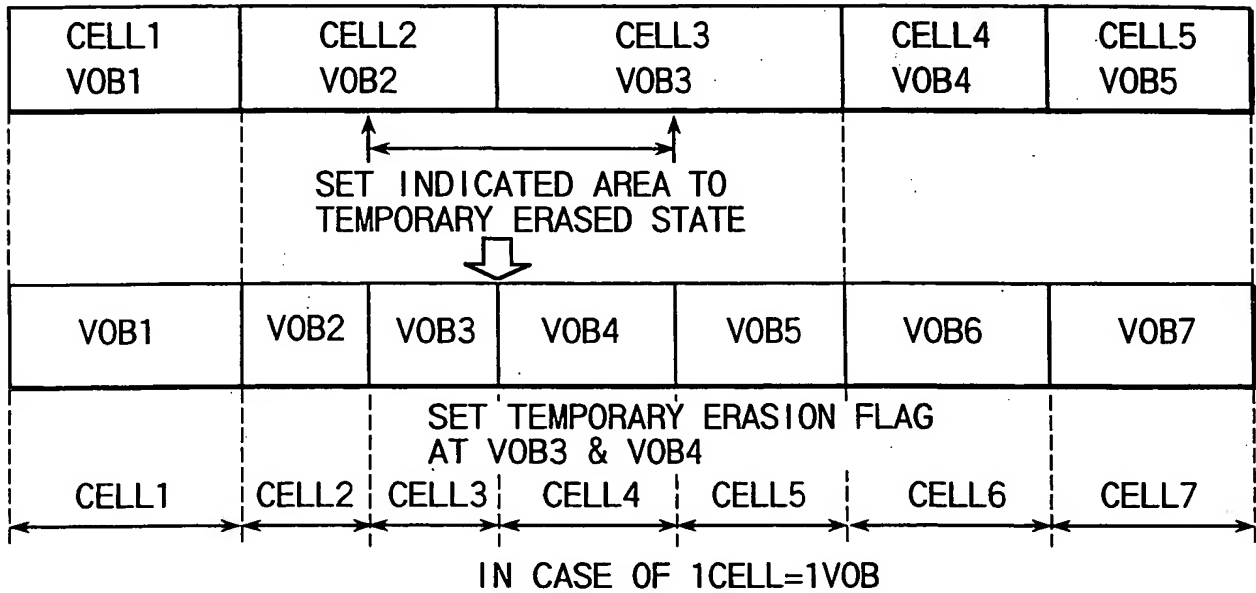 CELL1 CELL2 CELL3 CELL4 CELL5
VOB1 VOB2 VOB3 VOB4 VOB5
SET INDICATED AREA TO
TEMPORARY ERASED STATE
VOB1 VOB2 VOB3 VOB4 VOB5 VOB6 VOB7
SET TEMPORARY ERASION FLAG
AT VOB3 & VOB4
CELL1 CELL2 CELL3 CELL4 CELL5 CELL6 CELL7
IN CASE OF 1CELL=1VOB